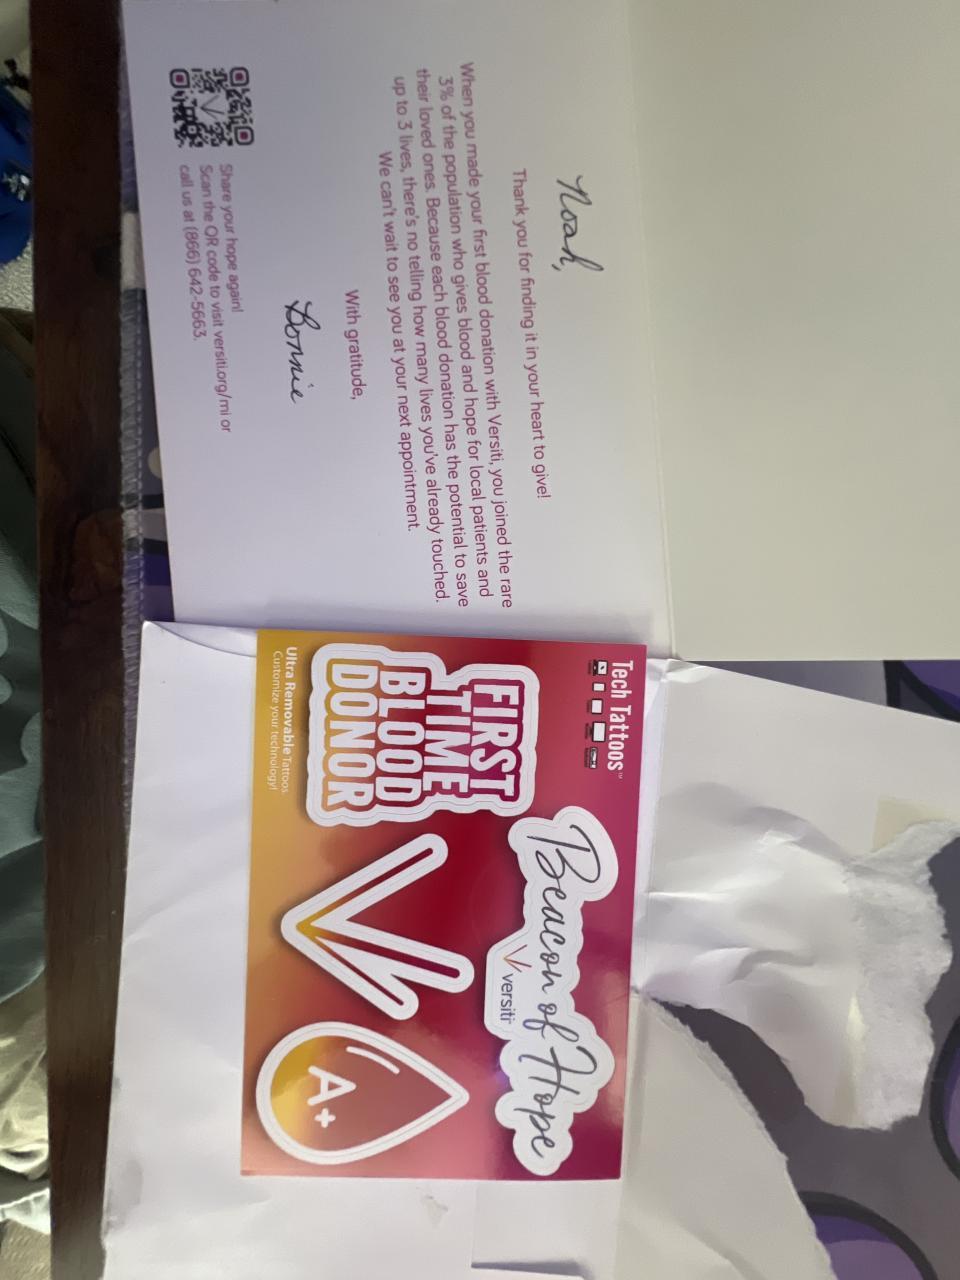 Noah,
Thank you for finding it in your heart to give!
When you made your first blood donation with Versiti, you joined the rare
3% of the population who gives blood and hope for local patients and
their loved ones. Because each blood donation has the potential to save
up to 3 lives, there's no telling how many lives you've already touched.
We can't wait to see you at your next appointment.
With gratitude,
Bonnie
Share your hope again!
Scan the QR code to visit versiti.org/mi or
call us at (866) 642-5663.
Tech Tattoos™
FIRST
TIME
BLOOD
DONOR
Beacon of Hope
versiti™
A+
Ultra Removable Tattoos.
Customize your technology!